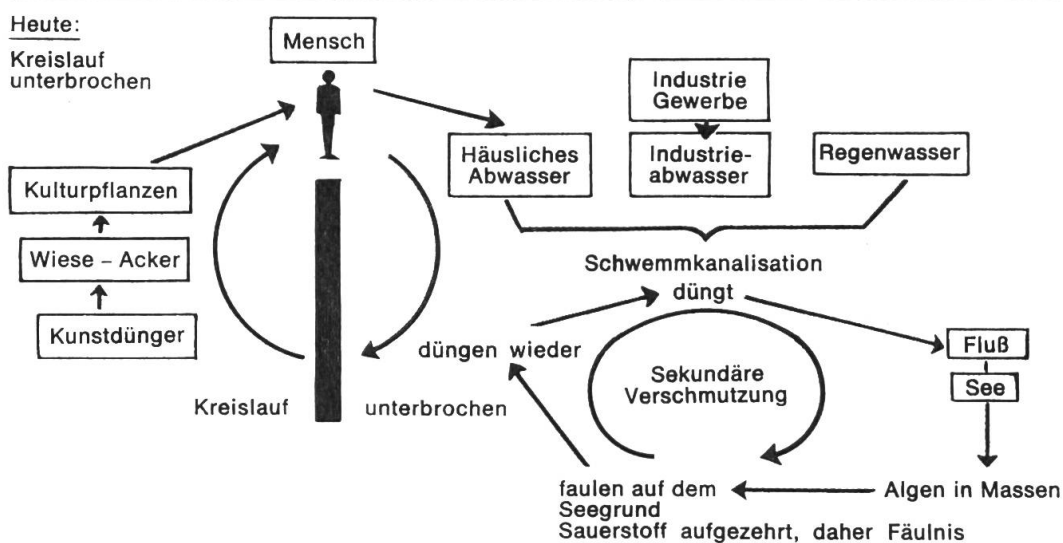 Heute:
Kreislauf
unterbrochen
Mensch
Kulturpflanzen
Wiese – Acker
Kunstdünger
Kreislauf
unterbrochen
Häusliches
Abwasser
Industrie
Gewerbe
Industrie-
abwasser
Regenwasser
Schwemmkanalisation
düngt
Fluß
See
Algen in Massen
faulen auf dem
Seegrund
Sauerstoff aufgezehrt, daher Fäulnis
düngen wieder
Sekundäre
Verschmutzung